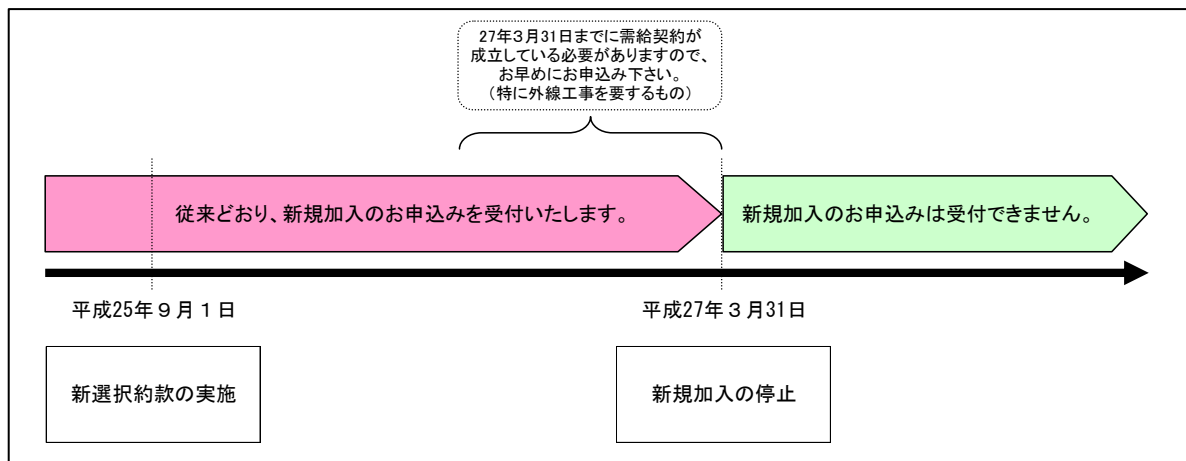 27年３月31日までに需給契約が
成立している必要がありますので、
お早めにお申込み下さい。
（特に外線工事を要するもの）
従来どおり、新規加入のお申込みを受付いたします。
新規加入のお申込みは受付できません。
平成25年９月１日
平成27年３月31日
新選択約款の実施
新規加入の停止